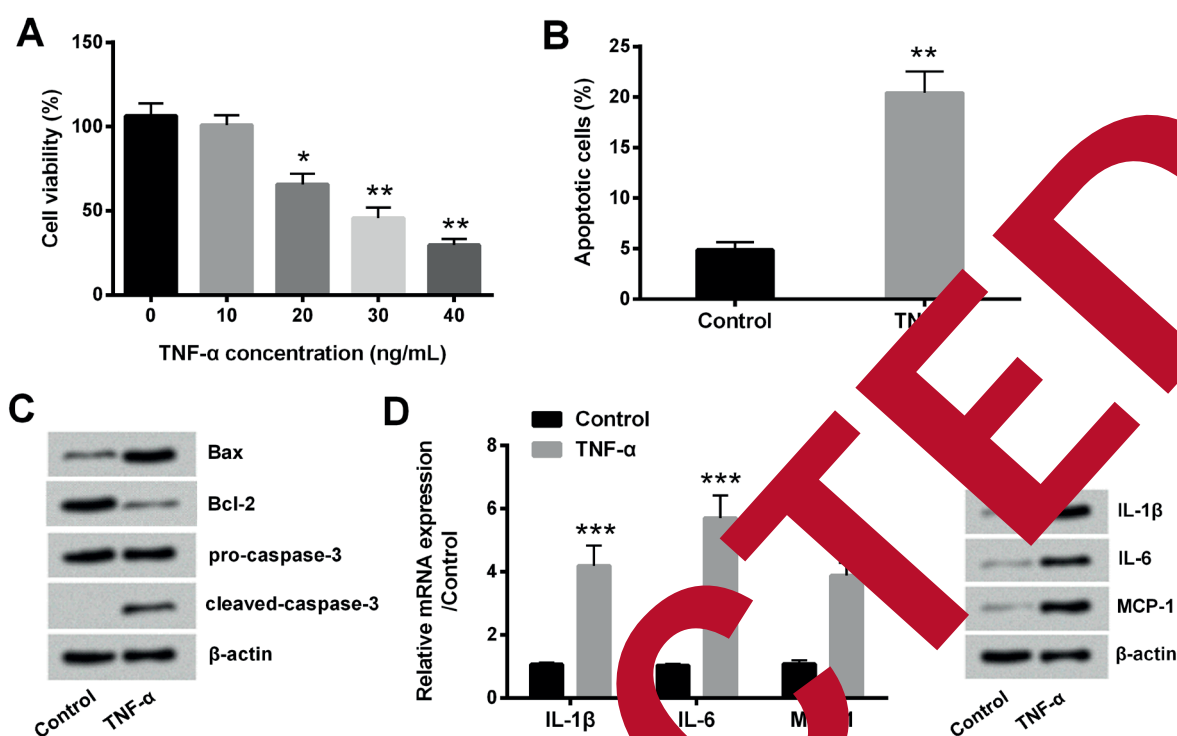 A
150
100
50
0
Cell viability (%)
*
**
**
0 10 20 30 40
TNF-α concentration (ng/mL)
B
25
20
15
10
5
0
Apoptotic cells (%)
**
Control
C
Bax
Bcl-2
pro-caspase-3
cleaved-caspase-3
β-actin
Control TNF-α
D
Control
TNF-α
8
6
4
2
0
Relative mRNA expression
/Control
***
***
IL-1β IL-6
IL-1β
IL-6
MCP-1
β-actin
Control TNF-α
CTED